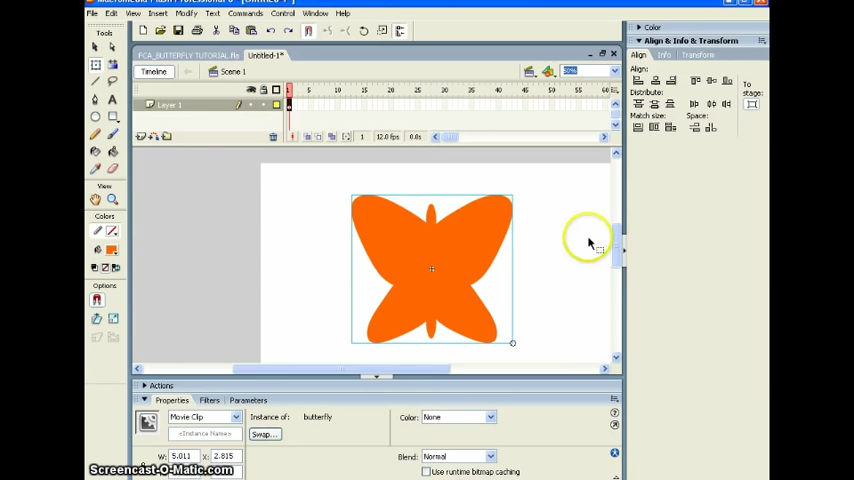 Macromedia Flash Professional 8 - [Untitled-1*]
File Edit View Insert Modify Text Commands Control Window Help
Tools
View
Colors
FCA_BUTTERFLY TUTORIAL.fla Untitled-1*
Timeline Scene 1 50%
1 5 10 15 20 25 30 35 40 45 50 55 60
Layer 1
1 12.0 fps 0.0s
Actions
Properties Filters Parameters
Movie Clip Instance of: butterfly Color: None
<Instance Name> Swap...
W: 5.011 X: 2.815 Blend: Normal
Use runtime bitmap caching
Color
Align & Info & Transform
Align Info Transform
Align:
To stage:
Distribute:
Match size: Space:
Screencast-O-Matic.com